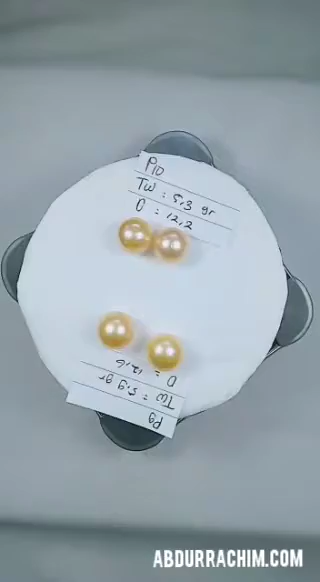 P10
TW : 5,3 gr
D : 12,2
P9
TW : 5,9 gr
D = 12,6
ABDURRACHIM.COM